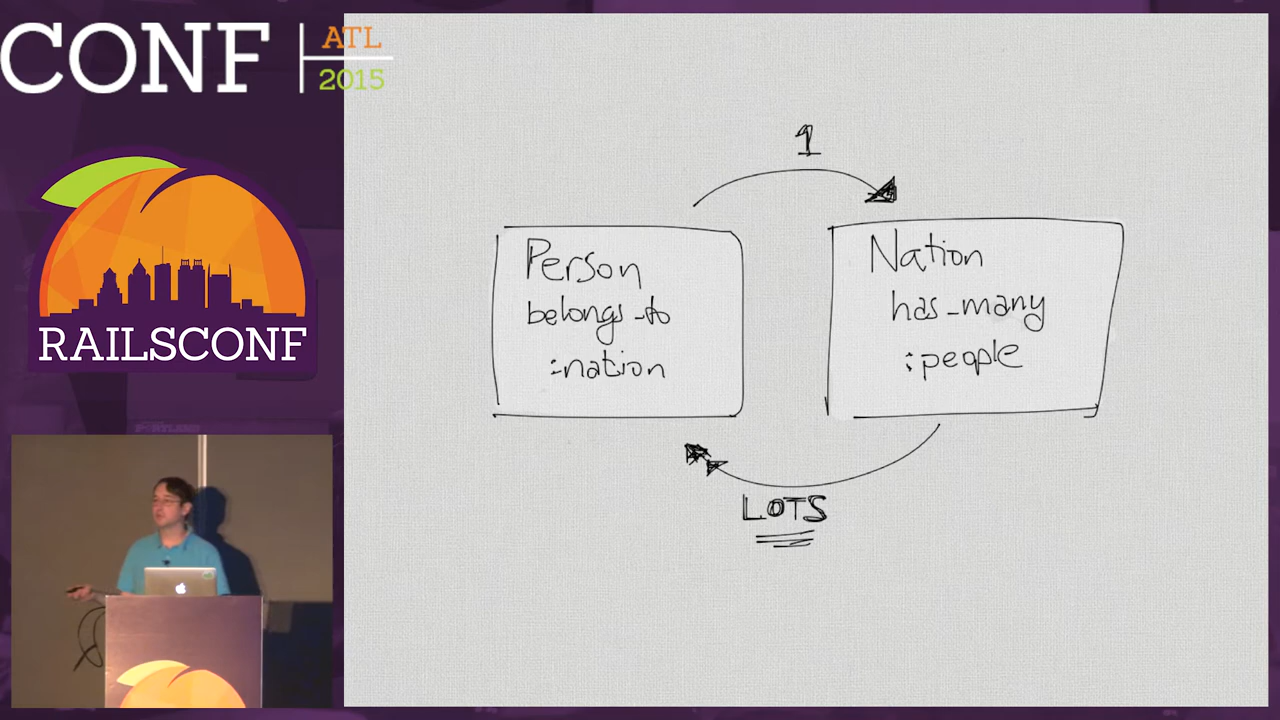 CONF
ATL
2015
RAILSCONF
1
Person
belongs_to
:nation
Nation
has_many
:people
LOTS